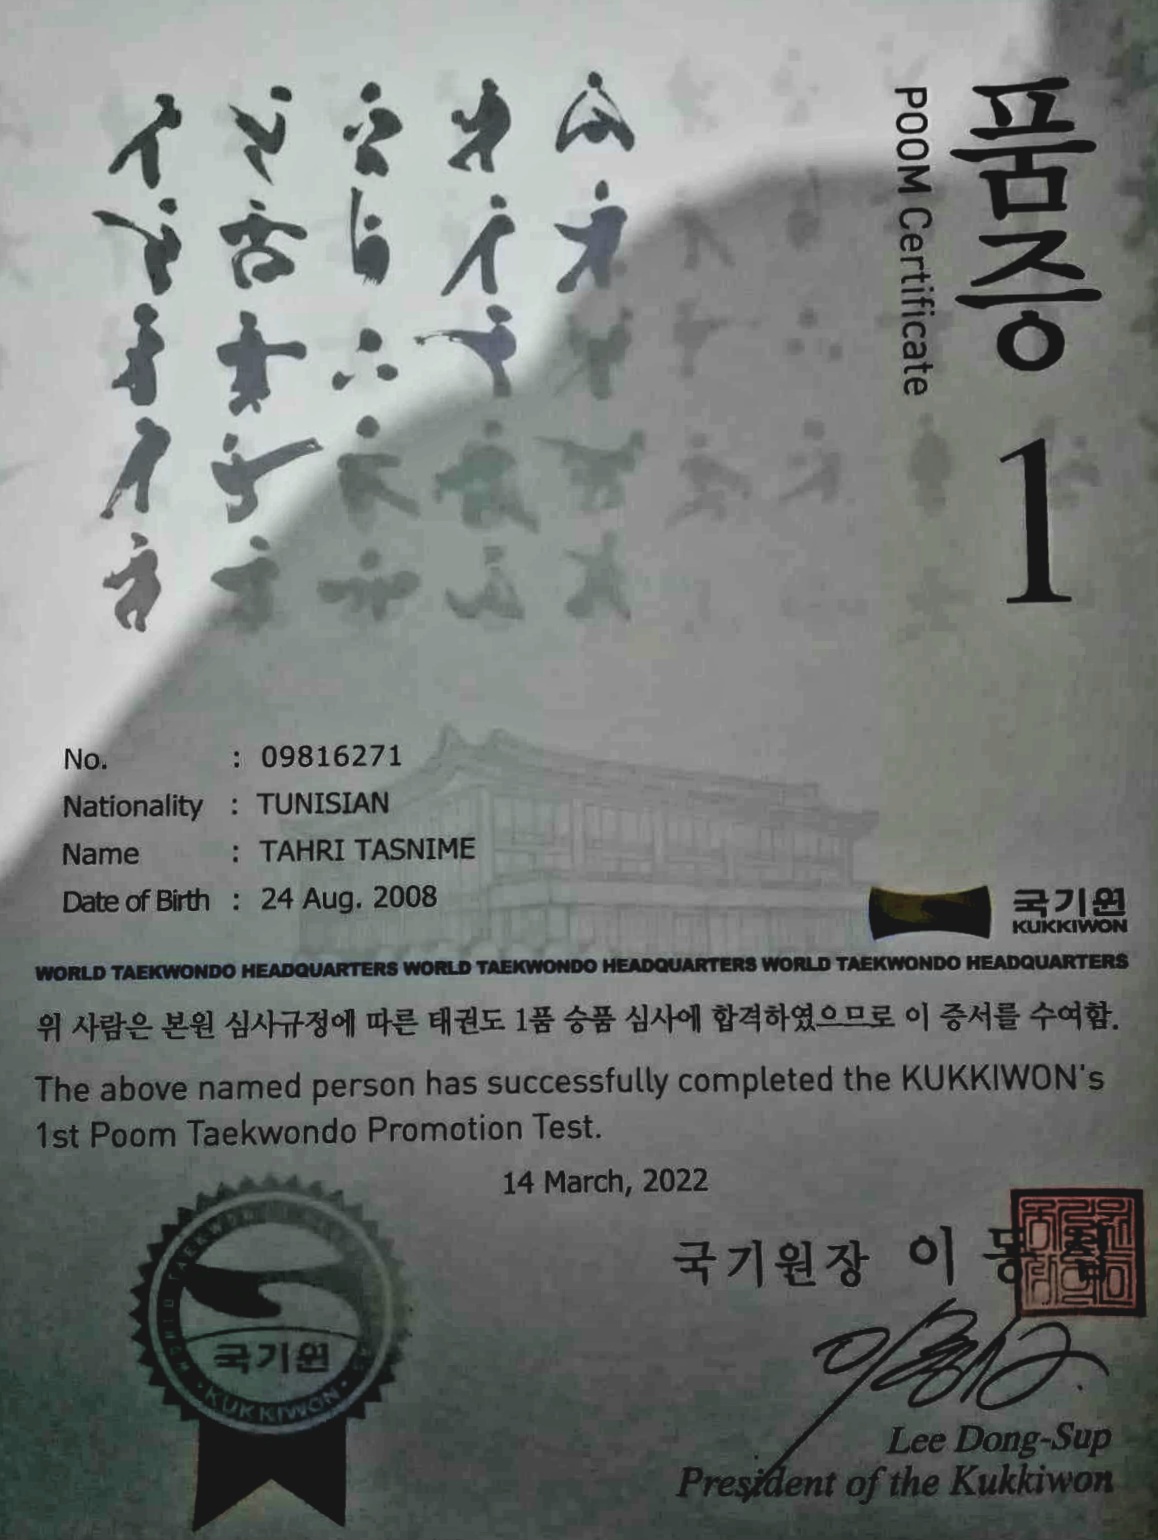 품증 1
POOM Certificate
No. : 09816271
Nationality : TUNISIAN
Name : TAHRI TASNIME
Date of Birth : 24 Aug. 2008
국기원
KUKKIWON
WORLD TAEKWONDO HEADQUARTERS WORLD TAEKWONDO HEADQUARTERS WORLD TAEKWONDO HEADQUARTERS
위 사람은 본원 심사규정에 따른 태권도 1품 승품 심사에 합격하였으므로 이 증서를 수여함.
The above named person has successfully completed the KUKKIWON's
1st Poom Taekwondo Promotion Test.
14 March, 2022
국기원장 이 동
국기원
KUKKIWON
Lee Dong-Sup
President of the Kukkiwon